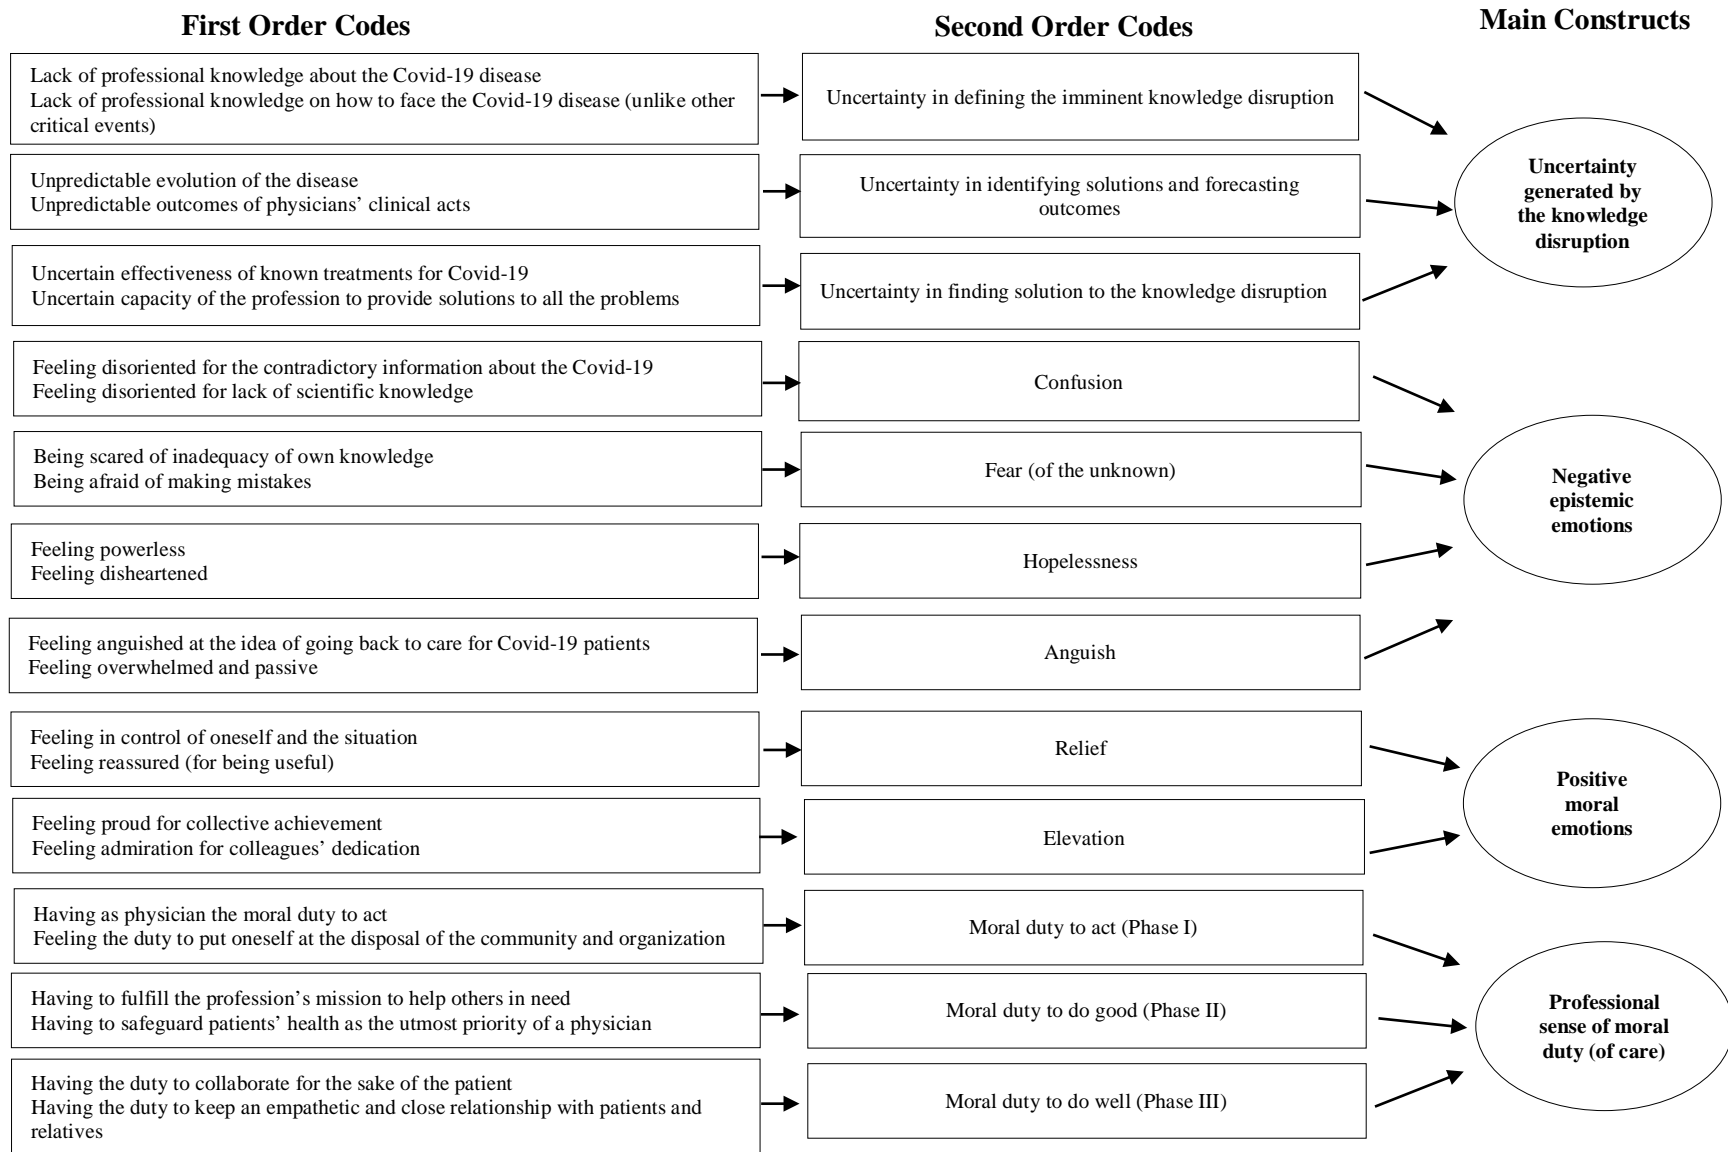 First Order Codes
Second Order Codes
Main Constructs
Lack of professional knowledge about the Covid-19 disease
Lack of professional knowledge on how to face the Covid-19 disease (unlike other
critical events)
Uncertainty in defining the imminent knowledge disruption
Unpredictable evolution of the disease
Unpredictable outcomes of physicians’ clinical acts
Uncertainty in identifying solutions and forecasting
outcomes
Uncertain effectiveness of known treatments for Covid-19
Uncertain capacity of the profession to provide solutions to all the problems
Uncertainty in finding solution to the knowledge disruption
Uncertainty
generated by
the knowledge
disruption
Feeling disoriented for the contradictory information about the Covid-19
Feeling disoriented for lack of scientific knowledge
Confusion
Being scared of inadequacy of own knowledge
Being afraid of making mistakes
Fear (of the unknown)
Feeling powerless
Feeling disheartened
Hopelessness
Feeling anguished at the idea of going back to care for Covid-19 patients
Feeling overwhelmed and passive
Anguish
Negative
epistemic
emotions
Feeling in control of oneself and the situation
Feeling reassured (for being useful)
Relief
Feeling proud for collective achievement
Feeling admiration for colleagues’ dedication
Elevation
Positive
moral
emotions
Having as physician the moral duty to act
Feeling the duty to put oneself at the disposal of the community and organization
Moral duty to act (Phase I)
Having to fulfill the profession’s mission to help others in need
Having to safeguard patients’ health as the utmost priority of a physician
Moral duty to do good (Phase II)
Having the duty to collaborate for the sake of the patient
Having the duty to keep an empathetic and close relationship with patients and
relatives
Moral duty to do well (Phase III)
Professional
sense of moral
duty (of care)